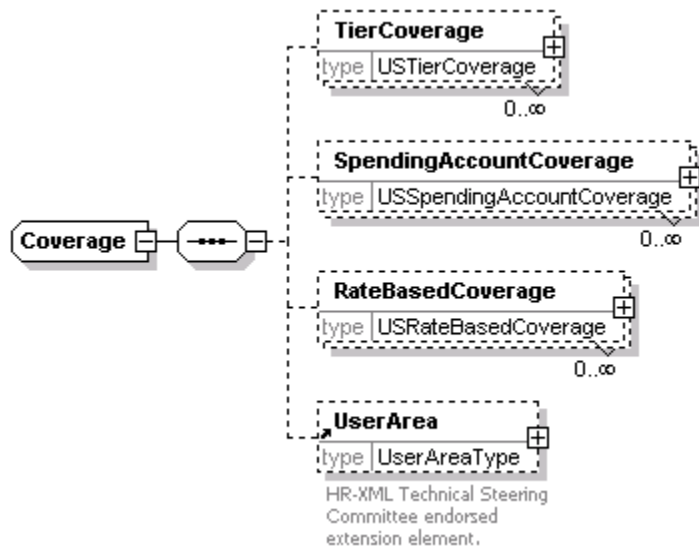 TierCoverage
type USTierCoverage
0..∞
SpendingAccountCoverage
type USSpendingAccountCoverage
0..∞
Coverage
RateBasedCoverage
type USRateBasedCoverage
0..∞
UserArea
type UserAreaType
HR-XML Technical Steering
Committee endorsed
extension element.